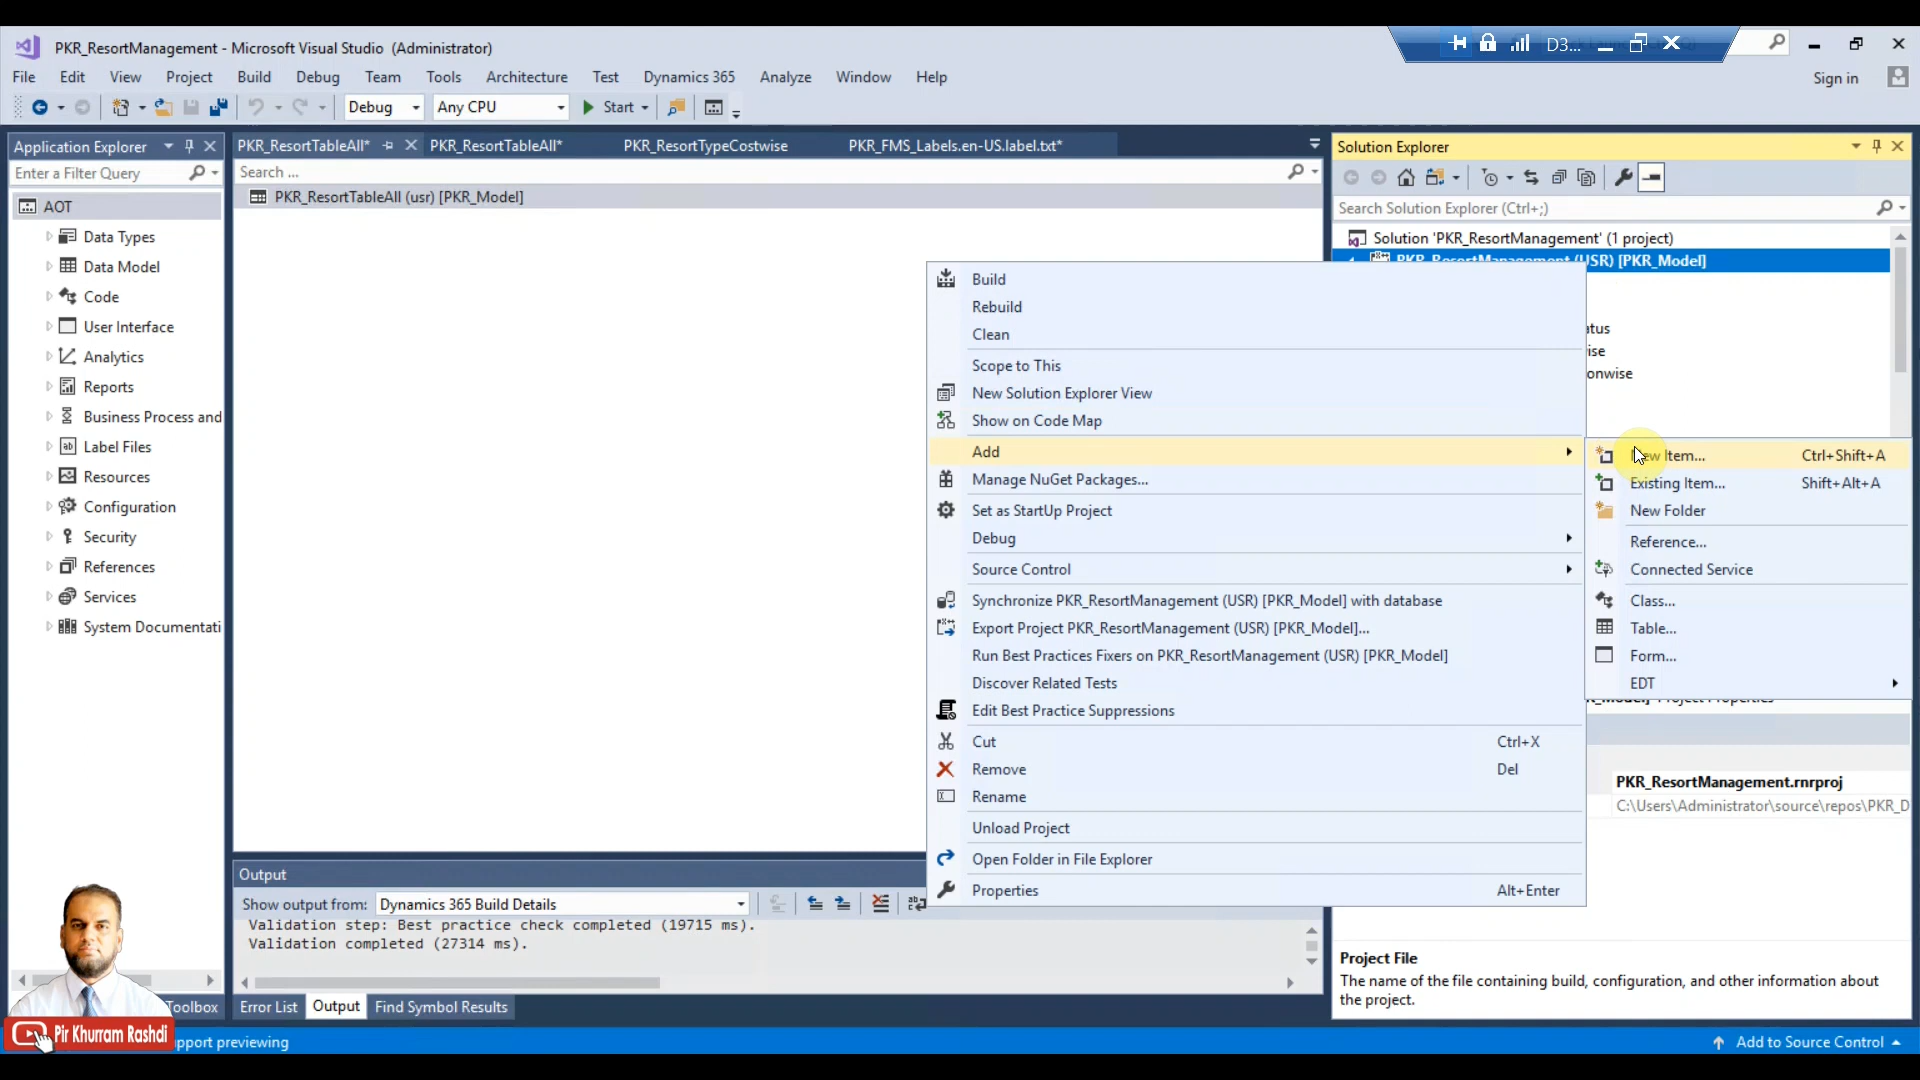 PKR_ResortManagement - Microsoft Visual Studio (Administrator)
D3...
File Edit View Project Build Debug Team Tools Architecture Test Dynamics 365 Analyze Window Help
Sign in
Debug Any CPU Start
Application Explorer
Enter a Filter Query
AOT
Data Types
Data Model
Code
User Interface
Analytics
Reports
Business Process and
Label Files
Resources
Configuration
Security
References
Services
System Documentati
Toolbox
PKR_ResortTableAll* PKR_ResortTableAll* PKR_ResortTypeCostwise PKR_FMS_Labels.en-US.label.txt*
Search ...
PKR_ResortTableAll (usr) [PKR_Model]
Build
Rebuild
Clean
Scope to This
New Solution Explorer View
Show on Code Map
Add
Manage NuGet Packages...
Set as StartUp Project
Debug
Source Control
Synchronize PKR_ResortManagement (USR) [PKR_Model] with database
Export Project PKR_ResortManagement (USR) [PKR_Model]...
Run Best Practices Fixers on PKR_ResortManagement (USR) [PKR_Model]
Discover Related Tests
Edit Best Practice Suppressions
Cut Ctrl+X
Remove Del
Rename
Unload Project
Open Folder in File Explorer
Properties Alt+Enter
Item... Ctrl+Shift+A
Existing Item... Shift+Alt+A
New Folder
Reference...
Connected Service
Class...
Table...
Form...
EDT
Solution Explorer
Search Solution Explorer (Ctrl+;)
Solution 'PKR_ResortManagement' (1 project)
PKR_ResortManagement (USR) [PKR_Model]
tus
ise
onwise
Project Properties
PKR_ResortManagement.rnrproj
C:\Users\Administrator\source\repos\PKR_D
Project File
The name of the file containing build, configuration, and other information about
the project.
Output
Show output from: Dynamics 365 Build Details
Validation step: Best practice check completed (19715 ms).
Validation completed (27314 ms).
Error List Output Find Symbol Results
Pir Khurram Rashdi
pport previewing
Add to Source Control